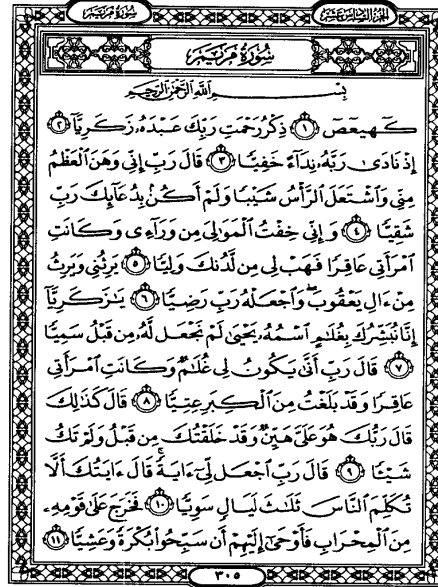 سورة مريم
الجزء السادس عشر
سُورَةُ مَرْيَمَ
بِسْمِ ٱللَّهِ ٱلرَّحْمَٰنِ ٱلرَّحِيمِ
كٓهيعٓصٓ ١ ذِكْرُ رَحْمَتِ رَبِّكَ عَبْدَهُۥ زَكَرِيَّآ ٢
إِذْ نَادَىٰ رَبَّهُۥ نِدَآءً خَفِيًّا ٣ قَالَ رَبِّ إِنِّى وَهَنَ ٱلْعَظْمُ
مِنِّى وَٱشْتَعَلَ ٱلرَّأْسُ شَيْبًا وَلَمْ أَكُنۢ بِدُعَآئِكَ رَبِّ
شَقِيًّا ٤ وَإِنِّى خِفْتُ ٱلْمَوَٰلِىَ مِن وَرَآءِى وَكَانَتِ
ٱمْرَأَتِى عَاقِرًا فَهَبْ لِى مِن لَّدُنكَ وَلِيًّا ٥ يَرِثُنِى وَيَرِثُ
مِنْ ءَالِ يَعْقُوبَ ۖ وَٱجْعَلْهُ رَبِّ رَضِيًّا ٦ يَٰزَكَرِيَّآ
إِنَّا نُبَشِّرُكَ بِغُلَٰمٍ ٱسْمُهُۥ يَحْيَىٰ لَمْ نَجْعَل لَّهُۥ مِن قَبْلُ سَمِيًّا
٧ قَالَ رَبِّ أَنَّىٰ يَكُونُ لِى غُلَٰمٌ وَكَانَتِ ٱمْرَأَتِى
عَاقِرًا وَقَدْ بَلَغْتُ مِنَ ٱلْكِبَرِ عِتِيًّا ٨ قَالَ كَذَٰلِكَ
قَالَ رَبُّكَ هُوَ عَلَىَّ هَيِّنٌ وَقَدْ خَلَقْتُكَ مِن قَبْلُ وَلَمْ تَكُ
شَيْـًٔا ٩ قَالَ رَبِّ ٱجْعَل لِّىٓ ءَايَةً ۚ قَالَ ءَايَتُكَ أَلَّا
تُكَلِّمَ ٱلنَّاسَ ثَلَٰثَ لَيَالٍ سَوِيًّا ١٠ فَخَرَجَ عَلَىٰ قَوْمِهِۦ
مِنَ ٱلْمِحْرَابِ فَأَوْحَىٰٓ إِلَيْهِمْ أَن سَبِّحُوا۟ بُكْرَةً وَعَشِيًّا ١١
٣٠٥